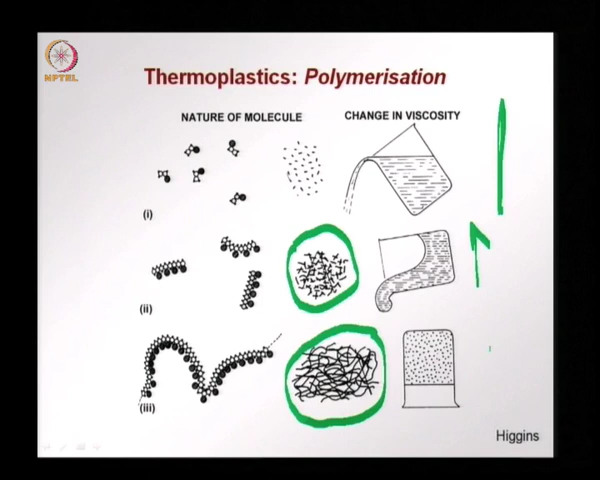 NPTEL
Thermoplastics: Polymerisation
NATURE OF MOLECULE
CHANGE IN VISCOSITY
(i)
(ii)
(iii)
Higgins